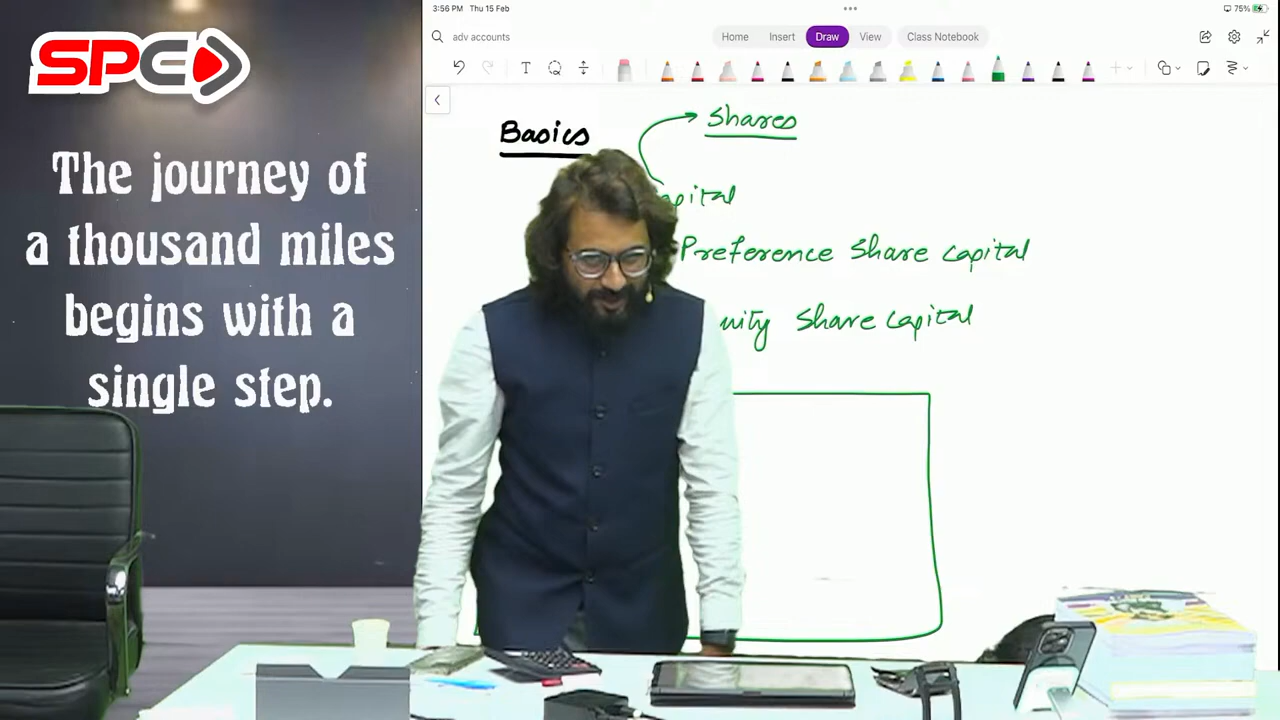 SPED
The journey of
a thousand miles
begins with a
single step.
3:56 PM Thu 15 Feb
75%
adv accounts
Home Insert Draw View Class Notebook
Basics
Shares
Preference Share capital
Share capital